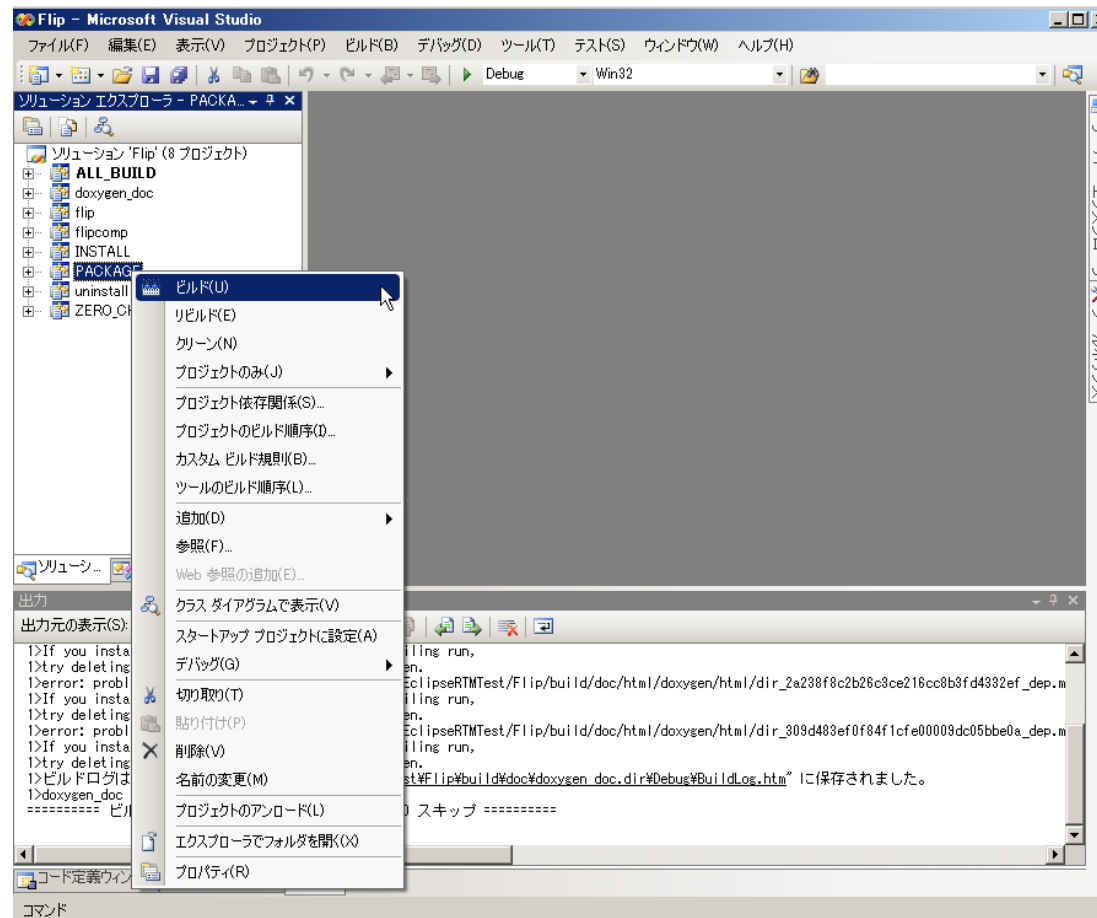 Flip - Microsoft Visual Studio
ファイル(F) 編集(E) 表示(V) プロジェクト(P) ビルド(B) デバッグ(D) ツール(T) テスト(S) ウィンドウ(W) ヘルプ(H)
Debug Win32
ソリューション エクスプローラ - PACKA...
ソリューション 'Flip' (8 プロジェクト)
ALL_BUILD
doxygen_doc
flip
flipcomp
INSTALL
PACKAGE
uninstall
ZERO_CH
ビルド(U)
リビルド(E)
クリーン(N)
プロジェクトのみ(J)
プロジェクト依存関係(S)...
プロジェクトのビルド順序(I)...
カスタム ビルド規則(B)...
ツールのビルド順序(L)...
追加(D)
参照(F)...
Web 参照の追加(E)...
クラス ダイアグラムで表示(V)
スタートアップ プロジェクトに設定(A)
デバッグ(G)
切り取り(T)
貼り付け(P)
削除(V)
名前の変更(M)
プロジェクトのアンロード(L)
エクスプローラでフォルダを開く(X)
プロパティ(R)
ソリューシ...
出力
出力元の表示(S):
1>If you insta iling run,
1>try deleting en.
1>error: probl EclipseRTMTest/Flip/build/doc/html/doxygen/html/dir_2a238f8c2b26c3ce216cc8b3fd4332ef_dep.m
1>If you insta iling run,
1>try deleting en.
1>error: probl EclipseRTMTest/Flip/build/doc/html/doxygen/html/dir_309d483ef0f84f1cfe00009dc05bbe0a_dep.m
1>If you insta iling run,
1>try deleting en.
1>ビルドログは st¥Flip¥build¥doc¥doxygen_doc.dir¥Debug¥BuildLog.htm" に保存されました。
1>doxygen_doc
========== ビル スキップ ==========
コード定義ウィン
コマンド